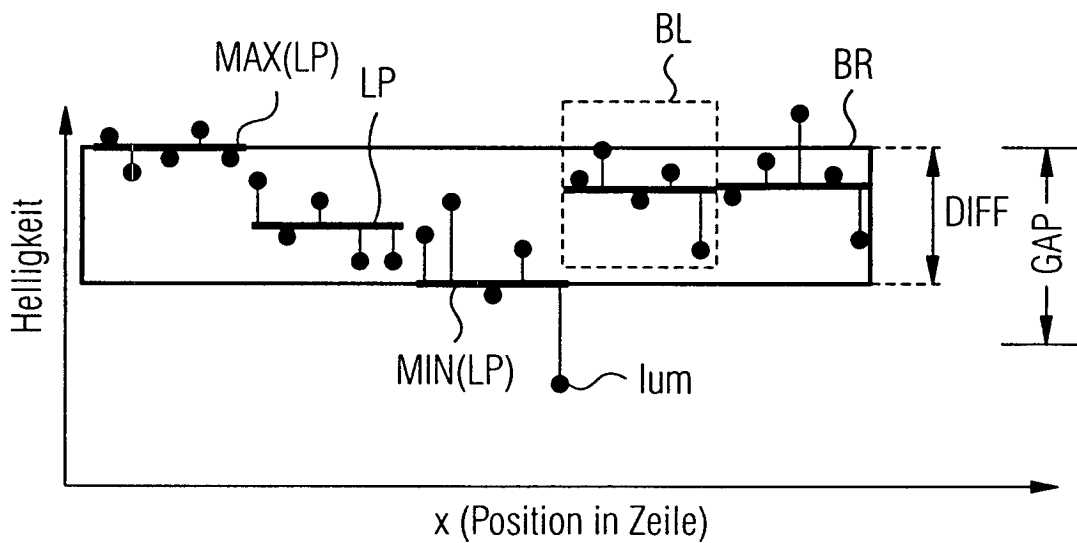 BL
MAX(LP)
LP
BR
DIFF
GAP
Helligkeit
MIN(LP)
lum
x (Position in Zeile)